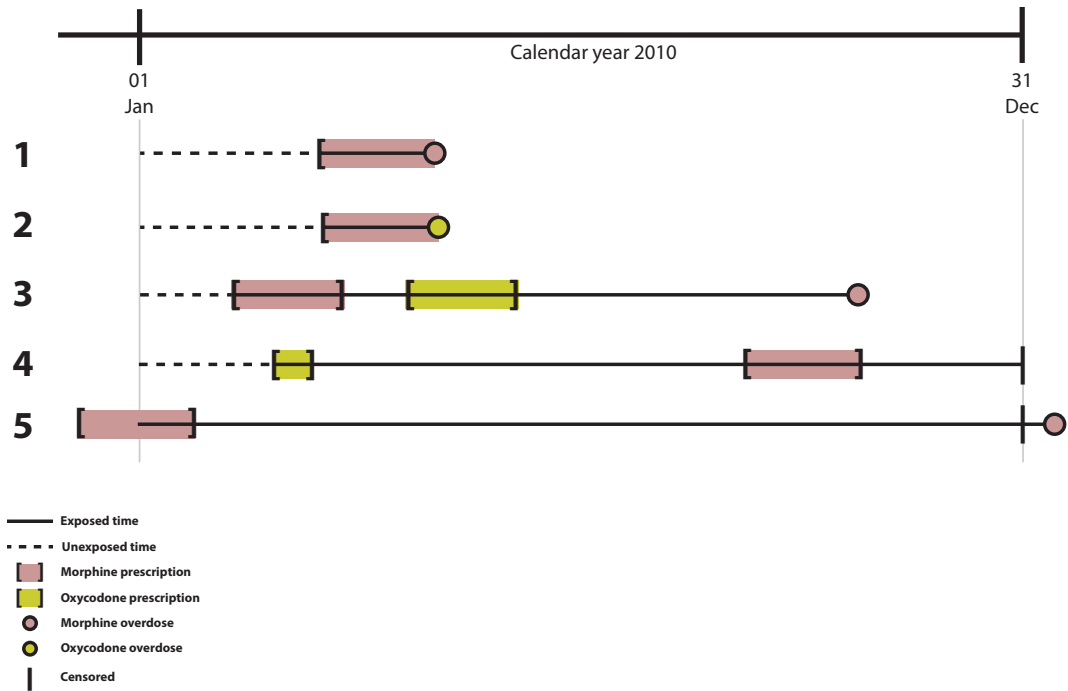 Calendar year 2010
01
Jan
31
Dec
1
2
3
4
5
Exposed time
Unexposed time
Morphine prescription
Oxycodone prescription
Morphine overdose
Oxycodone overdose
Censored